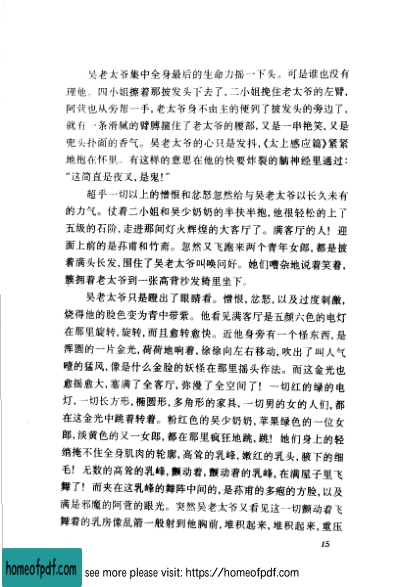 吴老太爷集中全身最后的生命力摇一下头。可是谁也没有
理他。四小姐擦着那披发头下去了，二小姐挽住老太爷的左臂，
阿萱也从旁帮一手，老太爷身不由主的便到了披发头的旁边了，
就有一条滑腻的臂膊箍住了老太爷的腰部，又是一串艳笑，又是
兜头扑面的香气。吴老太爷的心只是发抖，《太上感应篇》紧紧
地抱在怀里。有这样的意思在他的快要炸裂的脑神经里通过：
“这简直是夜叉，是鬼！”
超乎一切以上的憎恨和忿怒忽然给与吴老太爷以长久未有
的力气。仗着二小姐和吴少奶奶的半扶半抱，他很轻松的上了
五级的石阶，走进那间灯火辉煌的大客厅了。满客厅的人！迎
面上前的是荪甫和竹斋。忽然又飞跑来两个青年女郎，都是披
着满头长发，围住了吴老太爷叫唤问好。她们嘈杂地说着笑着，
簇拥着老太爷到一张高背沙发椅里坐下。
吴老太爷只是瞪出了眼睛看。憎恨，忿怒，以及过度刺激，
烧得他的脸色变为青中带紫。他看见满客厅是五颜六色的电灯
在那里旋转，旋转，而且愈转愈快。近他身旁有一个怪东西，是
浑圆的一片金光，荷荷地响着，徐徐向左右移动，吹出了叫人气
噎的猛风，像是什么金脸的妖怪在那里摇头作法。而这金光也
愈摇愈大，塞满了全客厅，弥漫了全空间了！一切红的绿的电
灯，一切长方形，椭圆形，多角形的家具，一切男的女的人们，都
在这金光中跳着转着。粉红色的吴少奶奶，苹果绿色的一位女
郎，淡黄色的又一女郎，都在那里疯狂地跳，跳！她们身上的轻
绡掩不住全身肌肉的轮廓，高耸的乳峰，嫩红的乳头，腋下的细
毛！无数的高耸的乳峰，颤动着，颤动着的乳峰，在满屋子里飞
舞了！而夹在这乳峰的舞阵中间的，是荪甫的多疱的方脸，以及
满是邪魔的阿萱的眼光。突然吴老太爷又看见这一切颤动着飞
舞着的乳房像乱箭一般射到他胸前，堆积起来，堆积起来，重压
15
homeofpdf.com
see more please visit: https://homeofpdf.com